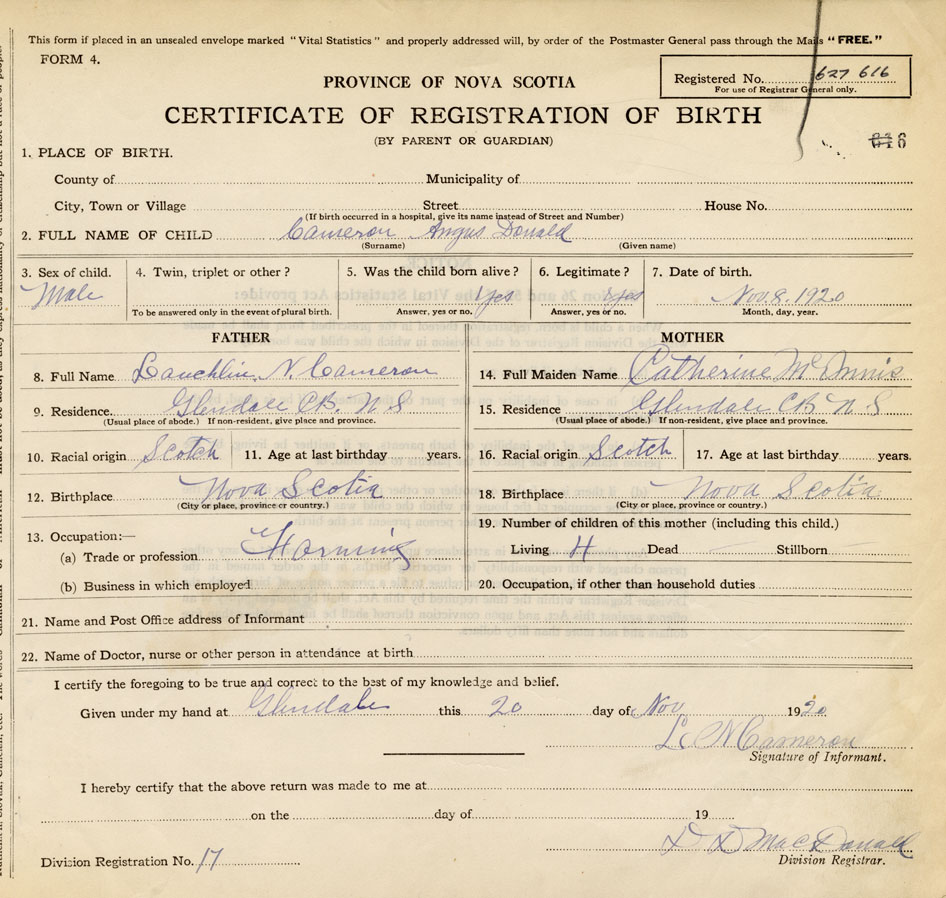 This form if placed in an unsealed envelope marked "Vital Statistics" and properly addressed will, by order of the Postmaster General pass through the Mails "FREE."
FORM 4.
PROVINCE OF NOVA SCOTIA
Registered No. 627 616
For use of Registrar General only.
CERTIFICATE OF REGISTRATION OF BIRTH
(BY PARENT OR GUARDIAN)
616
1. PLACE OF BIRTH.
County of Municipality of
City, Town or Village Street House No.
(If birth occurred in a hospital, give its name instead of Street and Number)
2. FULL NAME OF CHILD Cameron Angus Donald
(Surname) (Given name)
3. Sex of child. 4. Twin, triplet or other? 5. Was the child born alive? 6. Legitimate? 7. Date of birth.
Male Yes Yes Nov. 8. 1920
To be answered only in the event of plural birth. Answer, yes or no. Answer, yes or no. Month, day, year.
FATHER MOTHER
8. Full Name Lauchlin N. Cameron 14. Full Maiden Name Catherine McInnis
9. Residence. Glendale CB. N S 15. Residence Glendale CB N S
(Usual place of abode.) If non-resident, give place and province. (Usual place of abode.) If non-resident, give place and province.
10. Racial origin Scotch 11. Age at last birthday years. 16. Racial origin Scotch 17. Age at last birthday years.
12. Birthplace Nova Scotia 18. Birthplace Nova Scotia
(City or place, province or country.) (City or place, province or country.)
19. Number of children of this mother (including this child.)
13. Occupation:—
(a) Trade or profession Farming Living 4 Dead Stillborn
(b) Business in which employed 20. Occupation, if other than household duties
21. Name and Post Office address of Informant
22. Name of Doctor, nurse or other person in attendance at birth
I certify the foregoing to be true and correct to the best of my knowledge and belief.
Given under my hand at Glendale this 20 day of Nov 1920
L N Cameron
Signature of Informant.
I hereby certify that the above return was made to me at
on the day of 19
D D MacDonald
Division Registration No. 17 Division Registrar.